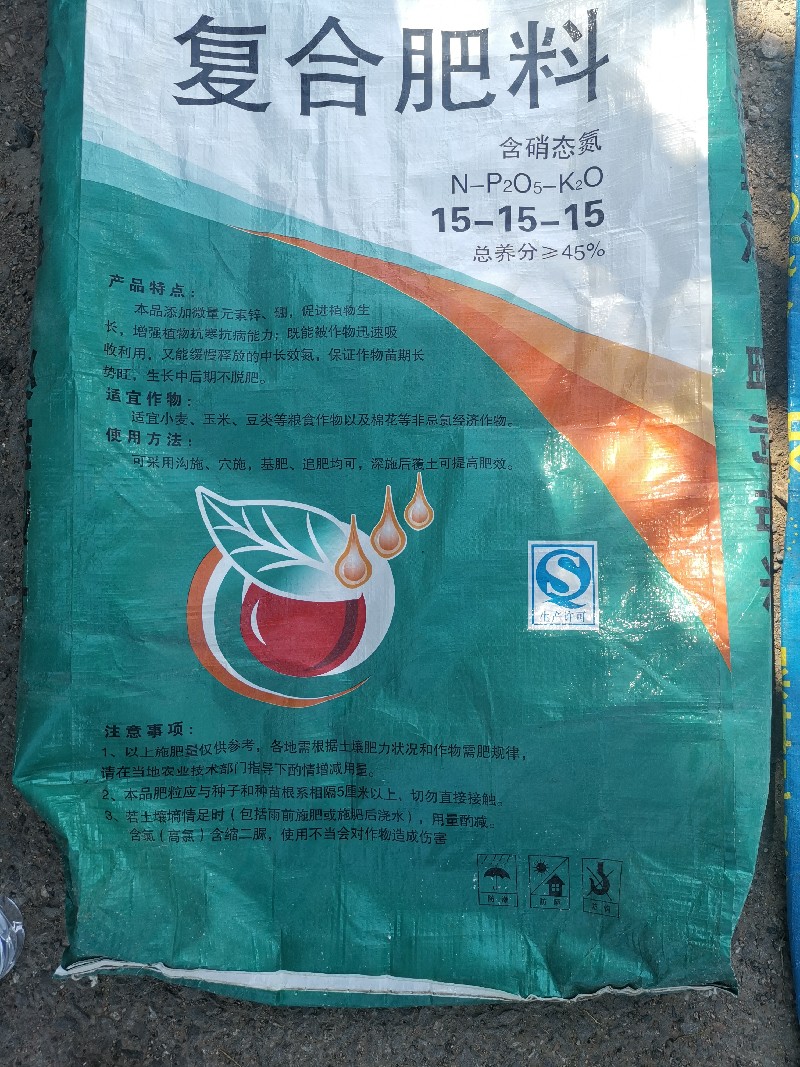 复合肥料
含硝态氮
N-P₂O₅-K₂O
15-15-15
总养分≥45%
产品特点：
本品添加微量元素锌、硼，促进植物生
长，增强植物抗寒抗病能力；既能被作物迅速吸
收利用，又能缓慢释放的中长效氮，保证作物苗期长
势旺，生长中后期不脱肥。
适宜作物：
适宜小麦、玉米、豆类等粮食作物以及棉花等非忌氯经济作物。
使用方法：
可采用沟施、穴施，基肥、追肥均可，深施后覆土可提高肥效。
S
生产许可
注意事项：
1、以上施肥量仅供参考，各地需根据土壤肥力状况和作物需肥规律，
请在当地农业技术部门指导下酌情增减用量。
2、本品肥粒应与种子和种苗根系相隔5厘米以上，切勿直接接触。
3、若土壤墒情足时（包括雨前施肥或施肥后浇水），用量酌减。
含氯（高氯）含缩二脲，使用不当会对作物造成伤害